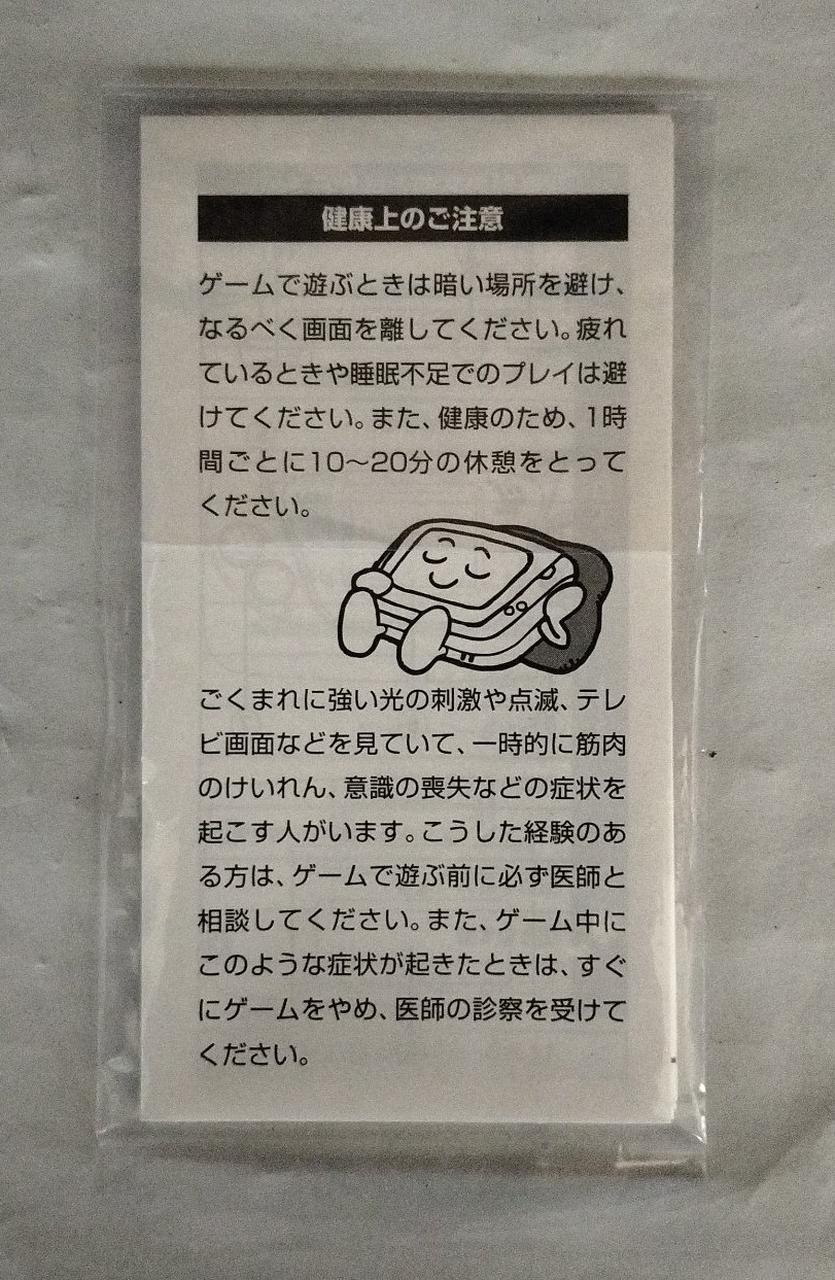 健康上のご注意
ゲームで遊ぶときは暗い場所を避け、
なるべく画面を離してください。疲れ
ているときや睡眠不足でのプレイは避
けてください。また、健康のため、1時
間ごとに10～20分の休憩をとって
ください。
ごくまれに強い光の刺激や点滅、テレ
ビ画面などを見ていて、一時的に筋肉
のけいれん、意識の喪失などの症状を
起こす人がいます。こうした経験のあ
る方は、ゲームで遊ぶ前に必ず医師と
相談してください。また、ゲーム中に
このような症状が起きたときは、すぐ
にゲームをやめ、医師の診察を受けて
ください。